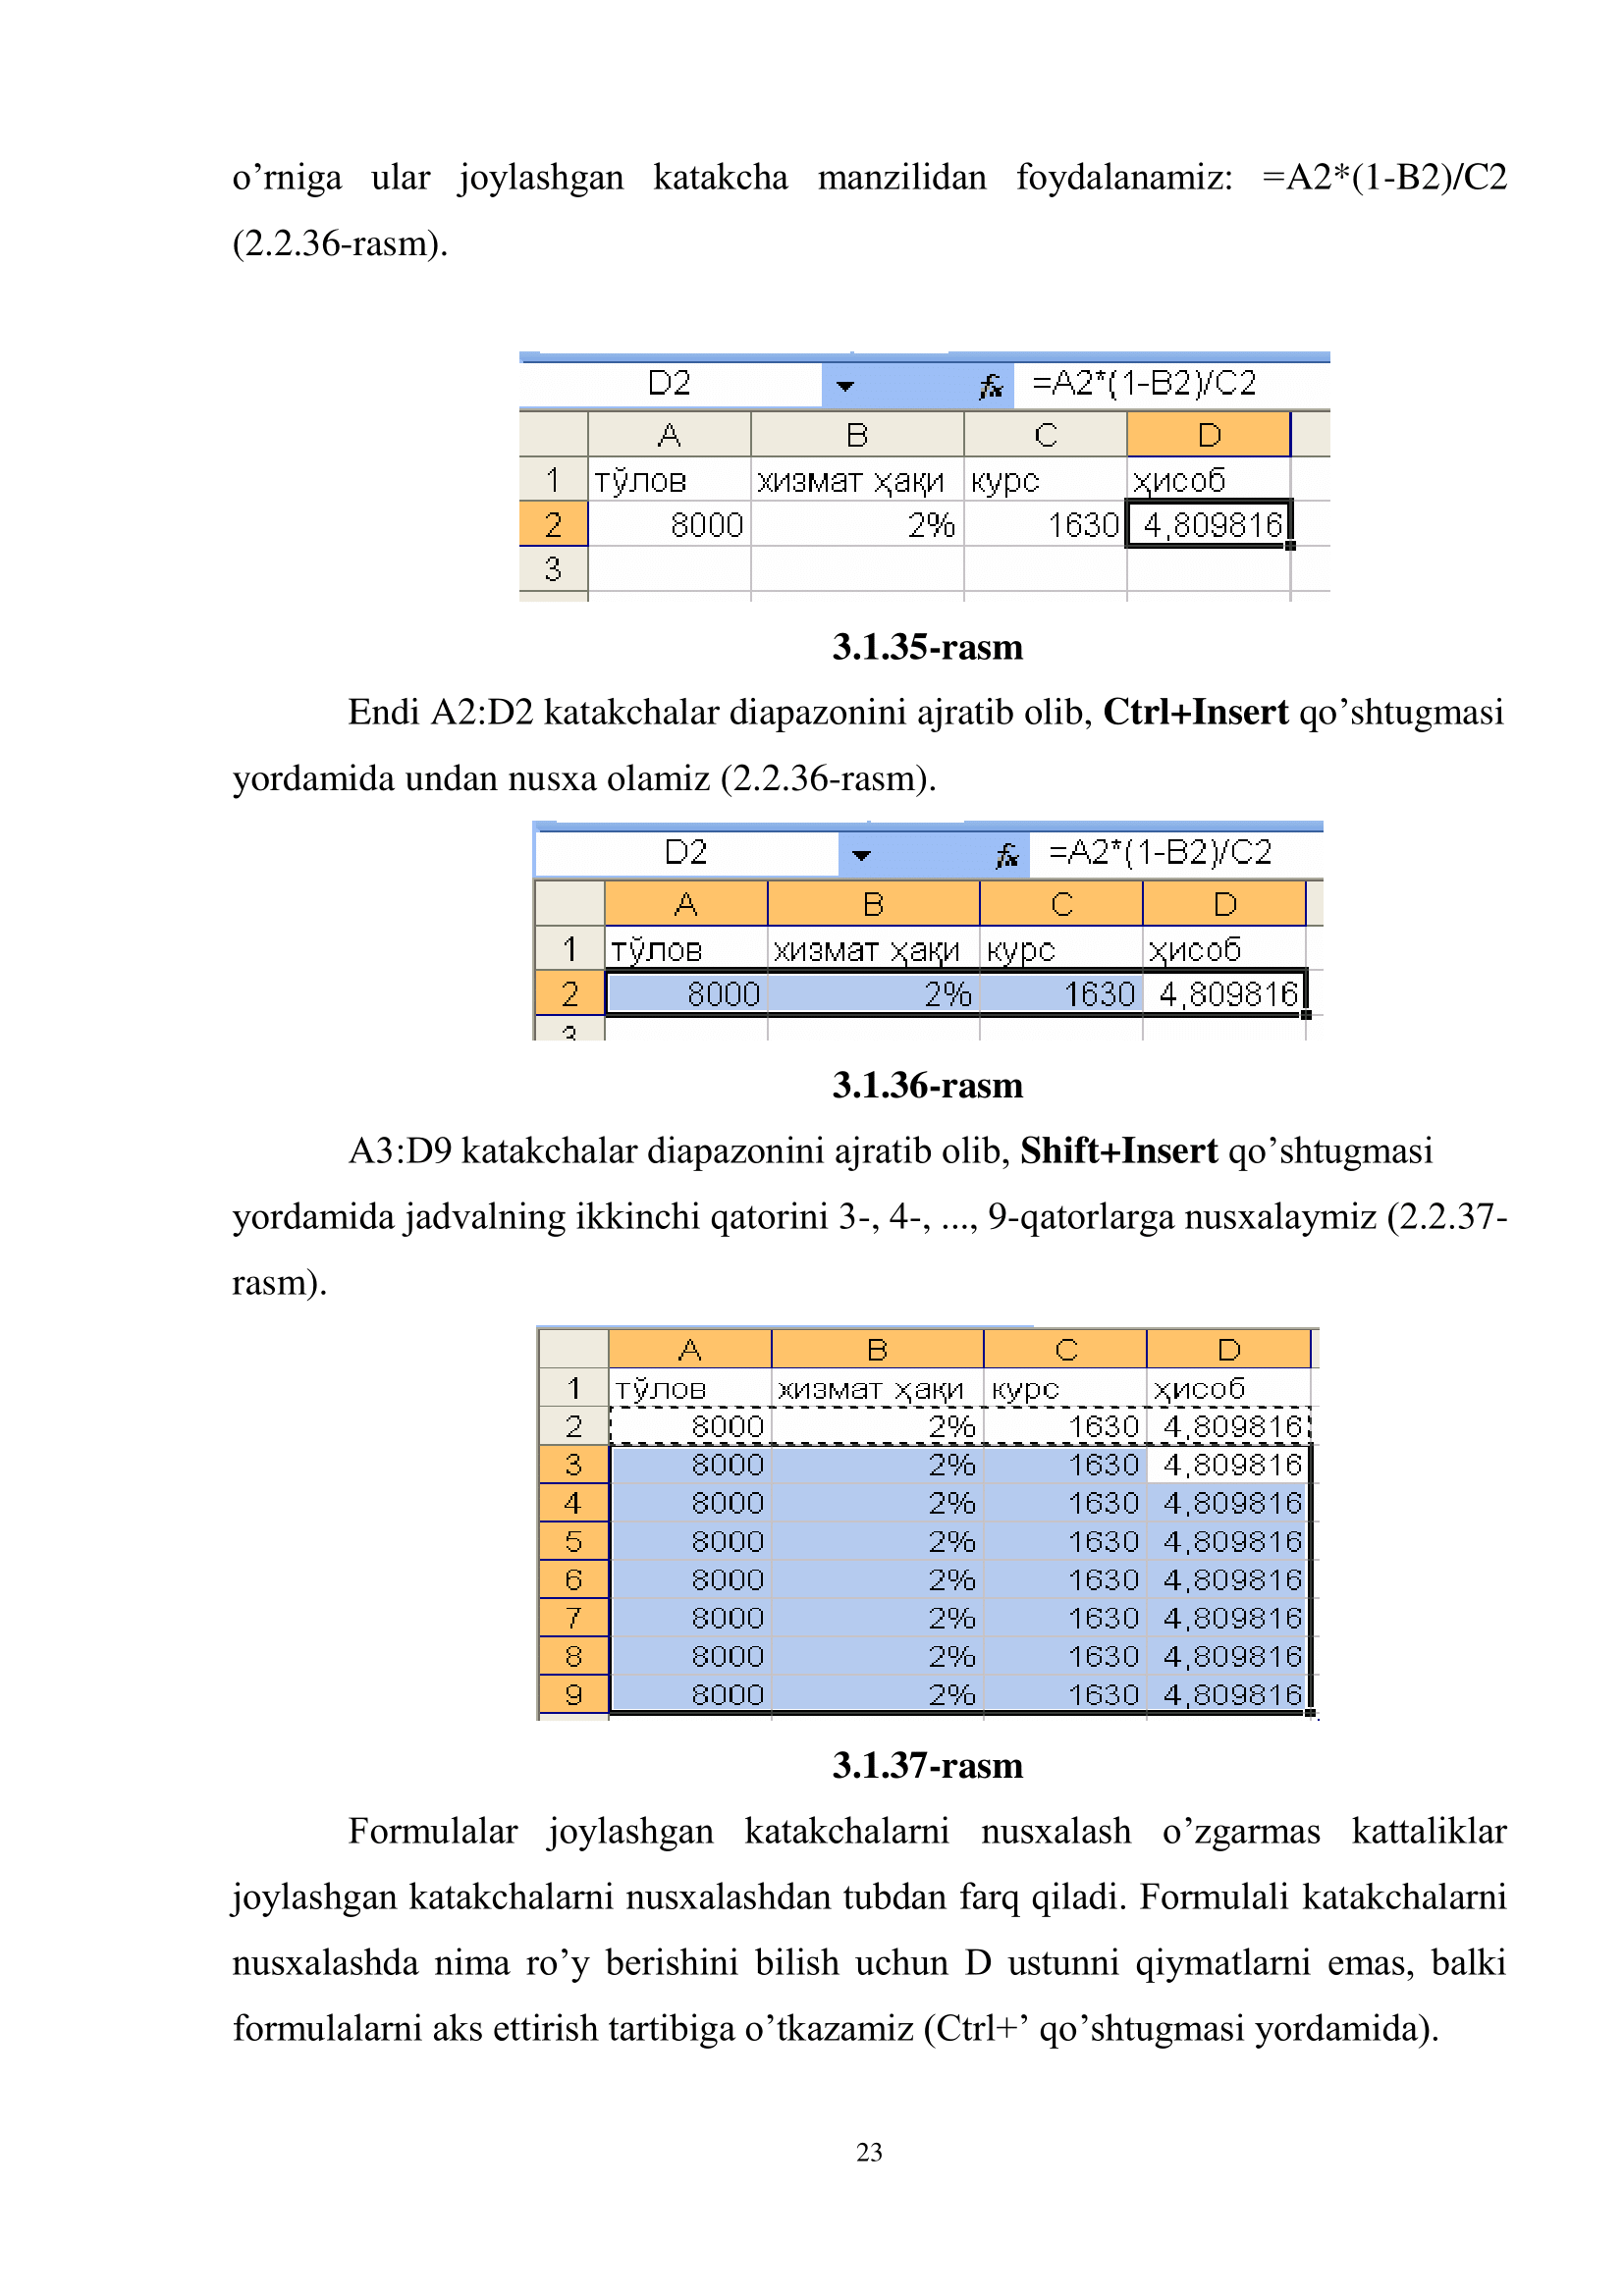 o’rniga ular joylashgan katakcha manzilidan foydalanamiz: =A2*(1-B2)/C2
(2.2.36-rasm).
D2 fx =A2*(1-B2)/C2
A B C D
1 тўлов хизмат ҳақи курс ҳисоб
2 8000 2% 1630 4,809816
3
3.1.35-rasm
Endi A2:D2 katakchalar diapazonini ajratib olib, Ctrl+Insert qo’shtugmasi
yordamida undan nusxa olamiz (2.2.36-rasm).
D2 fx =A2*(1-B2)/C2
A B C D
1 тўлов хизмат ҳақи курс ҳисоб
2 8000 2% 1630 4,809816
3
3.1.36-rasm
A3:D9 katakchalar diapazonini ajratib olib, Shift+Insert qo’shtugmasi
yordamida jadvalning ikkinchi qatorini 3-, 4-, ..., 9-qatorlarga nusxalaymiz (2.2.37-
rasm).
A B C D
1 тўлов хизмат ҳақи курс ҳисоб
2 8000 2% 1630 4,809816
3 8000 2% 1630 4,809816
4 8000 2% 1630 4,809816
5 8000 2% 1630 4,809816
6 8000 2% 1630 4,809816
7 8000 2% 1630 4,809816
8 8000 2% 1630 4,809816
9 8000 2% 1630 4,809816
3.1.37-rasm
Formulalar joylashgan katakchalarni nusxalash o’zgarmas kattaliklar
joylashgan katakchalarni nusxalashdan tubdan farq qiladi. Formulali katakchalarni
nusxalashda nima ro’y berishini bilish uchun D ustunni qiymatlarni emas, balki
formulalarni aks ettirish tartibiga o’tkazamiz (Ctrl+’ qo’shtugmasi yordamida).
23